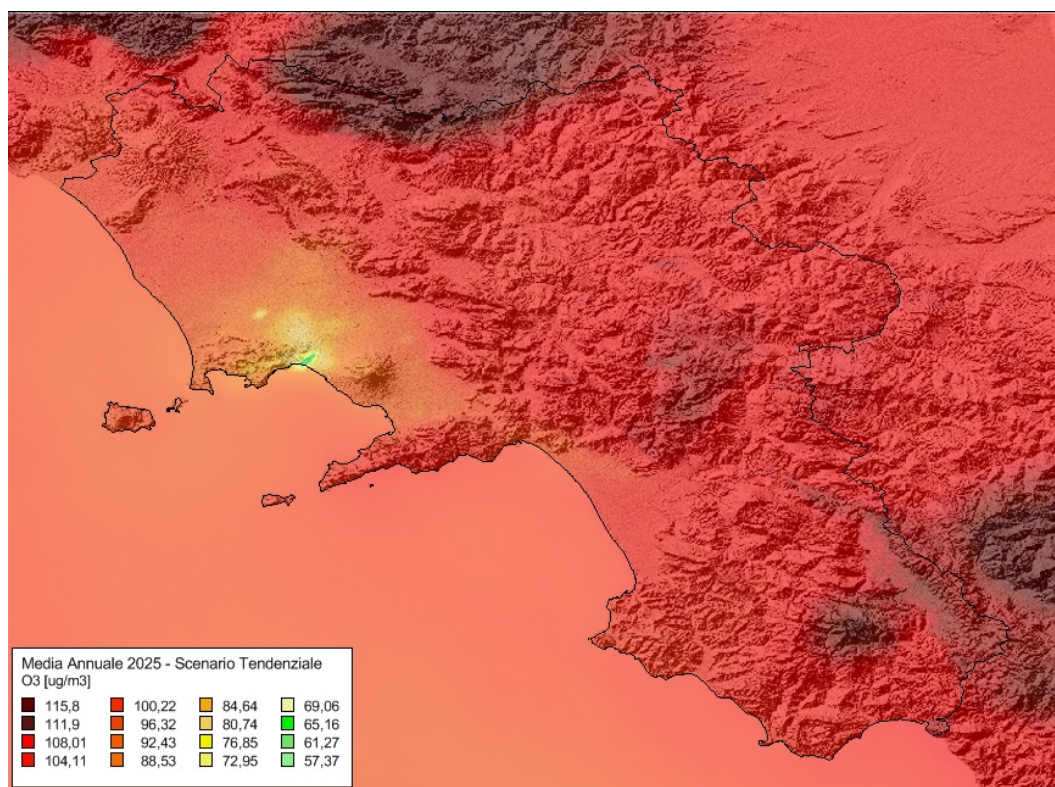 Media Annuale 2025 - Scenario Tendenziale
O3 [ug/m3]
115,8 100,22 84,64 69,06
111,9 96,32 80,74 65,16
108,01 92,43 76,85 61,27
104,11 88,53 72,95 57,37